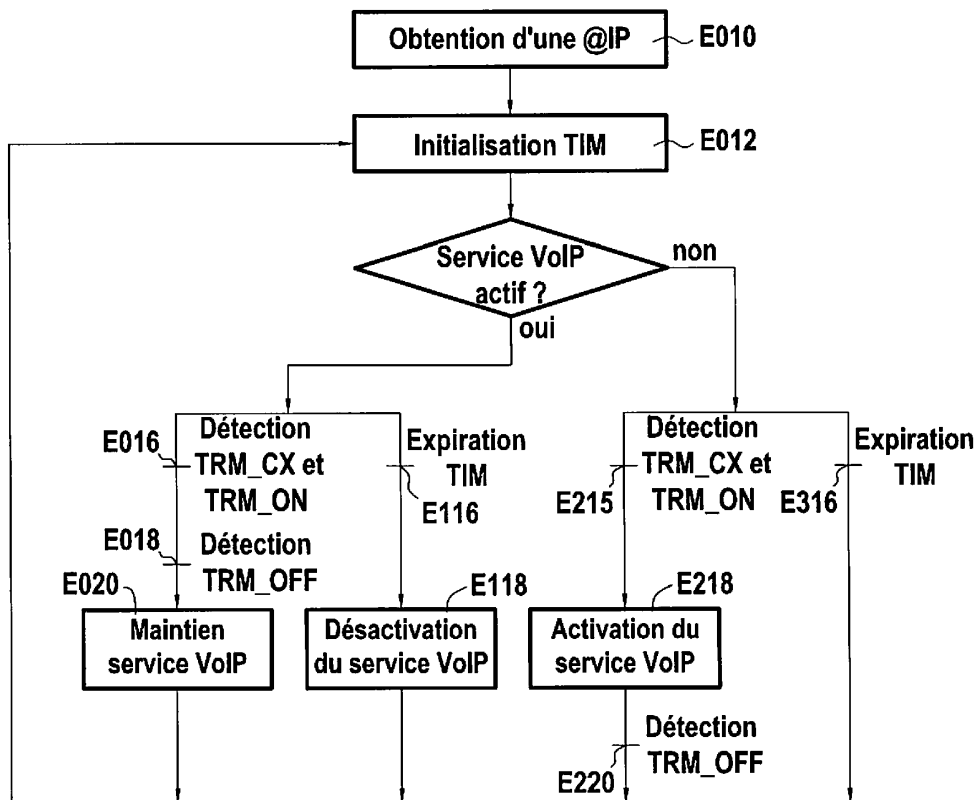 Obtention d'une @IP
E010
Initialisation TIM
E012
Service VoIP
actif ?
non
oui
E016
Détection
TRM_CX et
TRM_ON
Expiration
TIM
E116
E215
Détection
TRM_CX et
TRM_ON
Expiration
TIM
E316
E018
Détection
TRM_OFF
E020
Maintien
service VoIP
E118
Désactivation
du service VoIP
E218
Activation du
service VoIP
Détection
TRM_OFF
E220